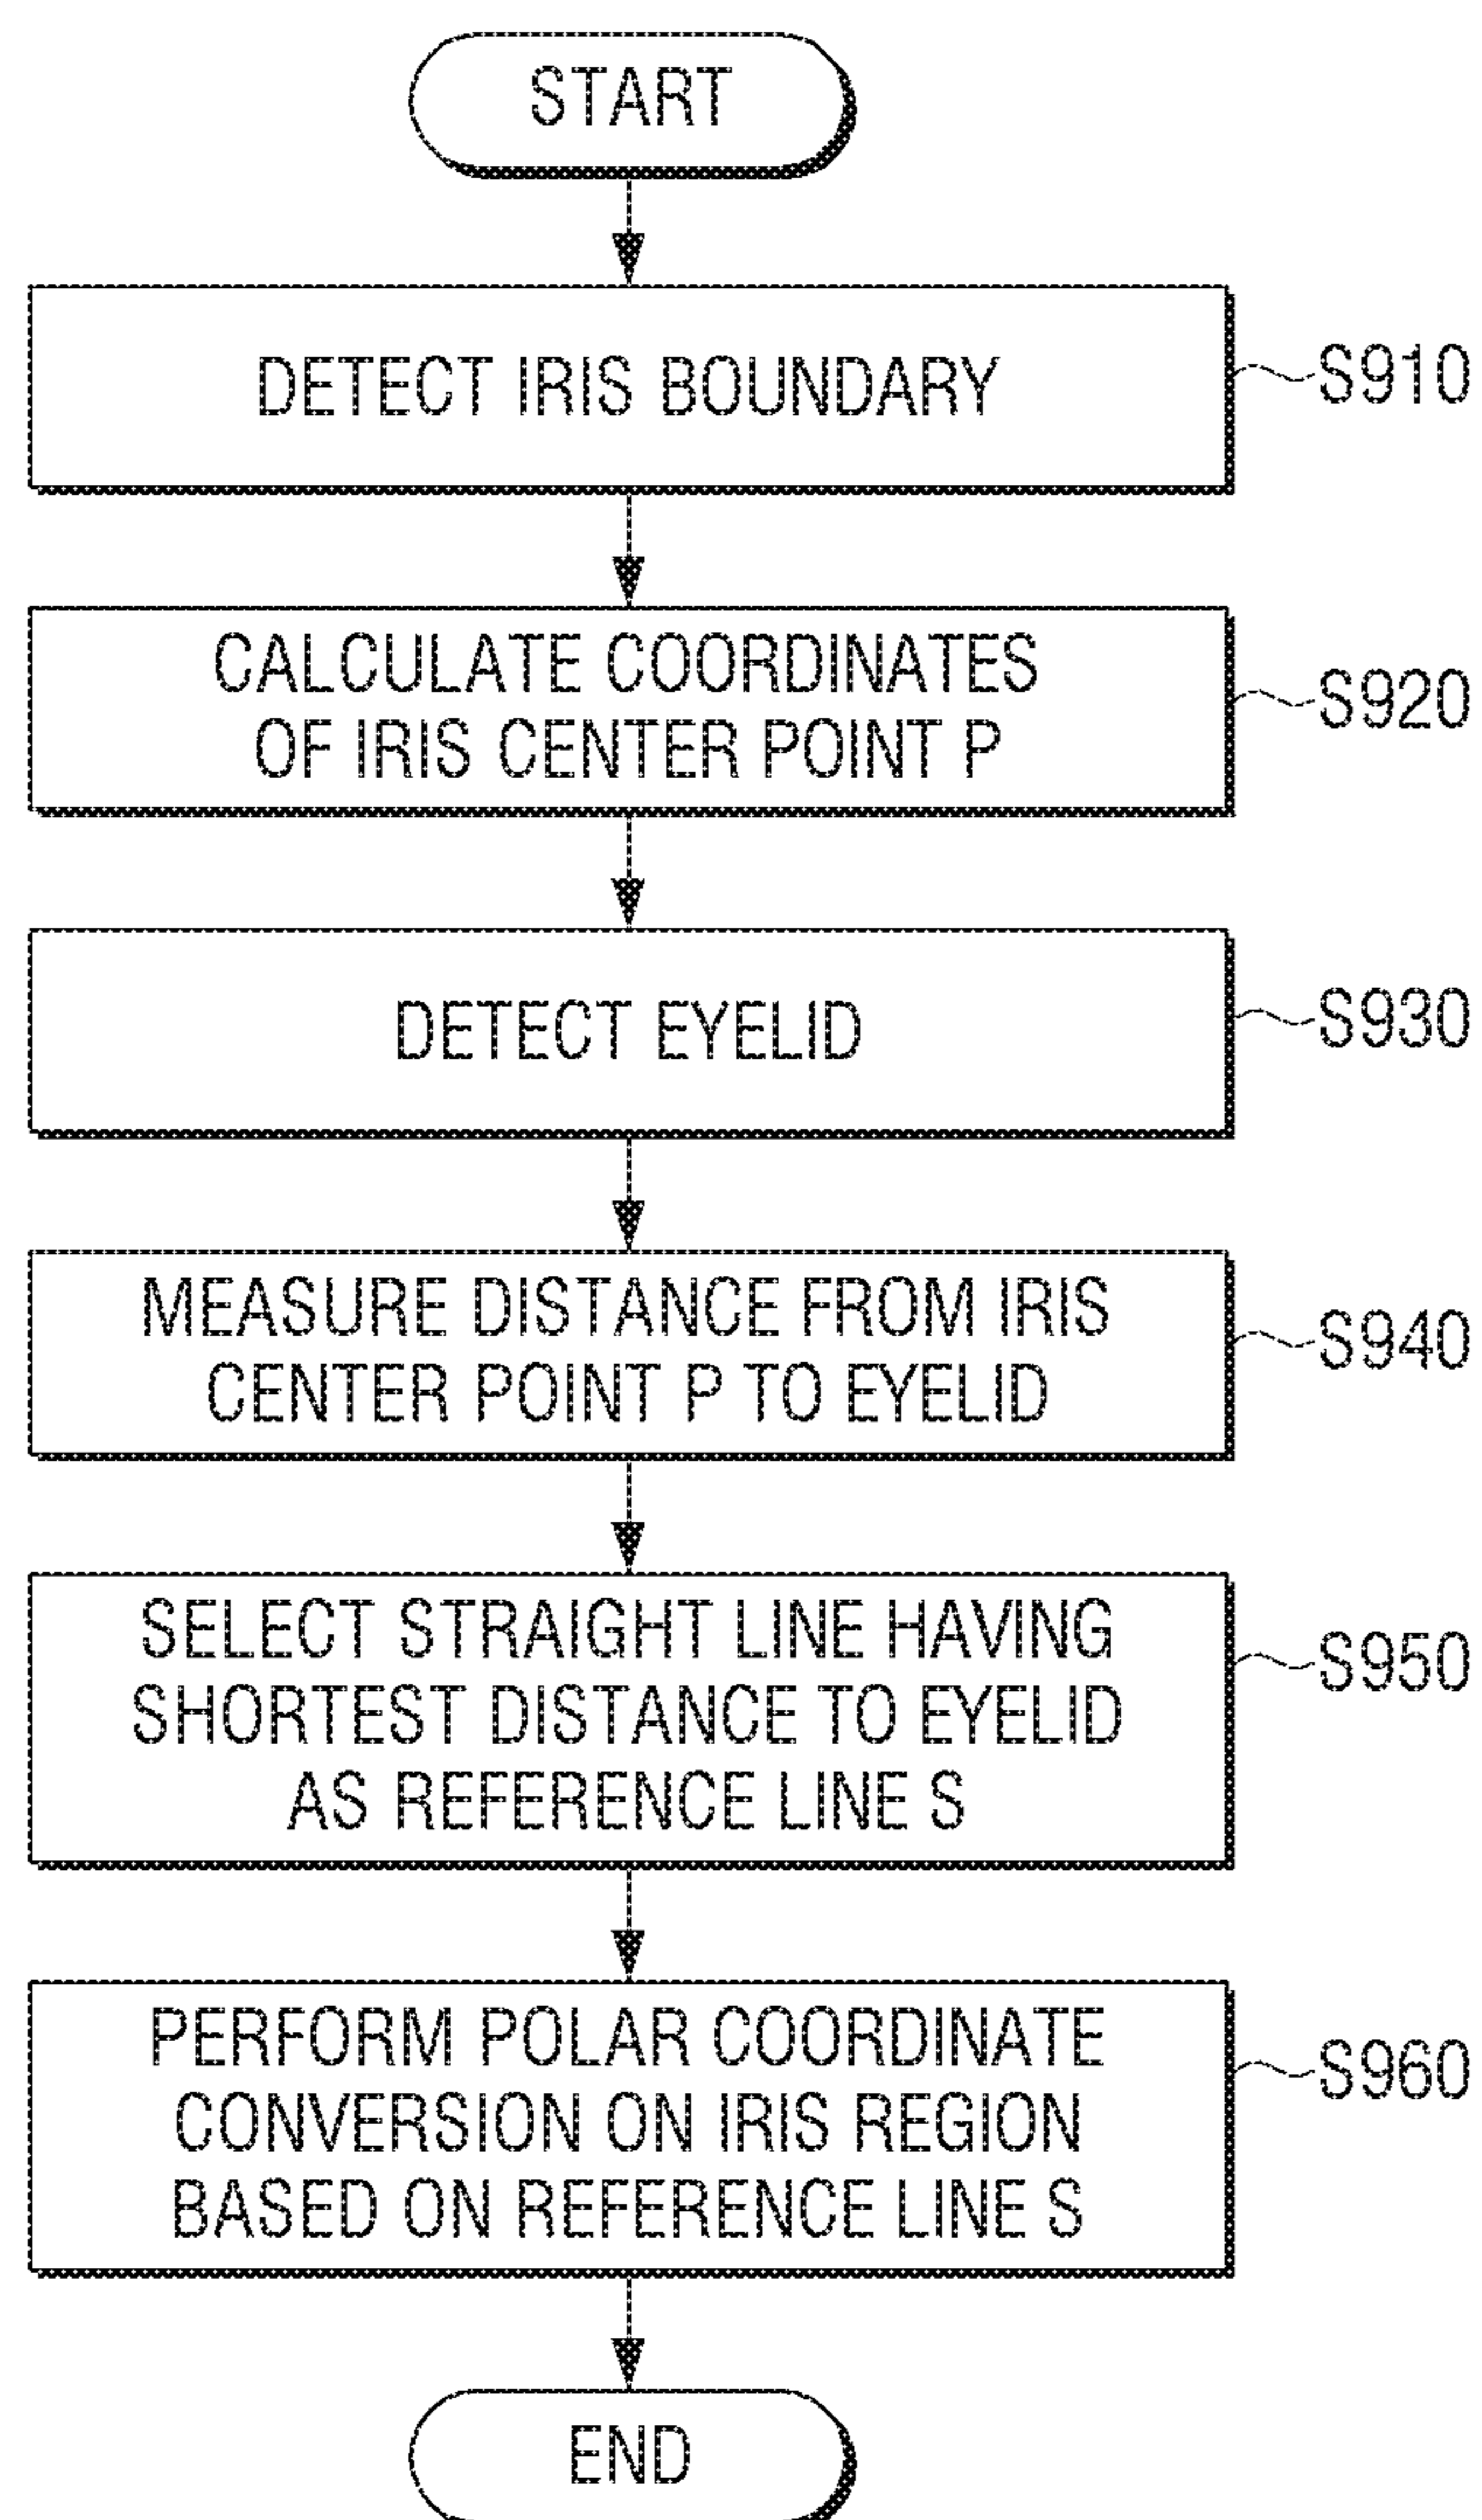 START
DETECT IRIS BOUNDARY
S910
CALCULATE COORDINATES
OF IRIS CENTER POINT P
S920
DETECT EYELID
S930
MEASURE DISTANCE FROM IRIS
CENTER POINT P TO EYELID
S940
SELECT STRAIGHT LINE HAVING
SHORTEST DISTANCE TO EYELID
AS REFERENCE LINE S
S950
PERFORM POLAR COORDINATE
CONVERSION ON IRIS REGION
BASED ON REFERENCE LINE S
S960
END